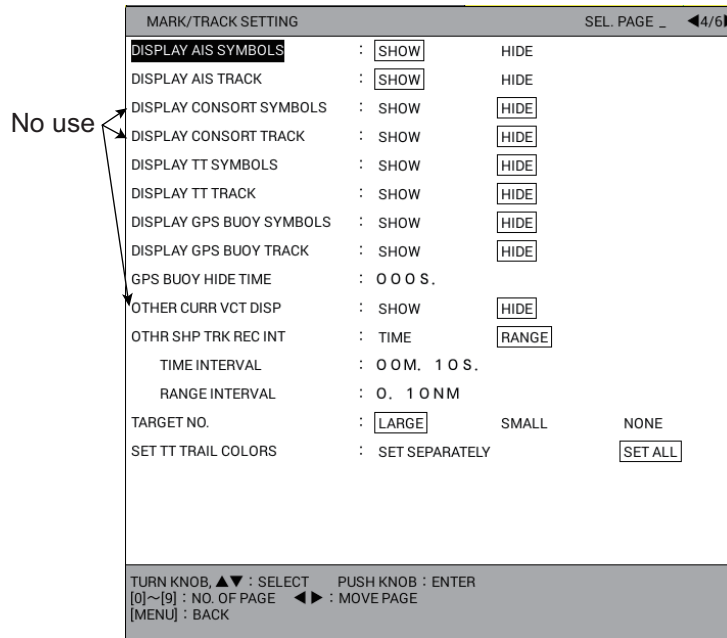 MARK/TRACK SETTING SEL. PAGE _ ◀4/6▶
DISPLAY AIS SYMBOLS : SHOW HIDE
DISPLAY AIS TRACK : SHOW HIDE
No use
DISPLAY CONSORT SYMBOLS : SHOW HIDE
DISPLAY CONSORT TRACK : SHOW HIDE
DISPLAY TT SYMBOLS : SHOW HIDE
DISPLAY TT TRACK : SHOW HIDE
DISPLAY GPS BUOY SYMBOLS : SHOW HIDE
DISPLAY GPS BUOY TRACK : SHOW HIDE
GPS BUOY HIDE TIME : 000S.
OTHER CURR VCT DISP : SHOW HIDE
OTHR SHP TRK REC INT : TIME RANGE
TIME INTERVAL : 00M. 10S.
RANGE INTERVAL : 0. 10NM
TARGET NO. : LARGE SMALL NONE
SET TT TRAIL COLORS : SET SEPARATELY SET ALL
TURN KNOB, ▲▼ : SELECT PUSH KNOB : ENTER
[0]~[9] : NO. OF PAGE ◀ ▶ : MOVE PAGE
[MENU] : BACK